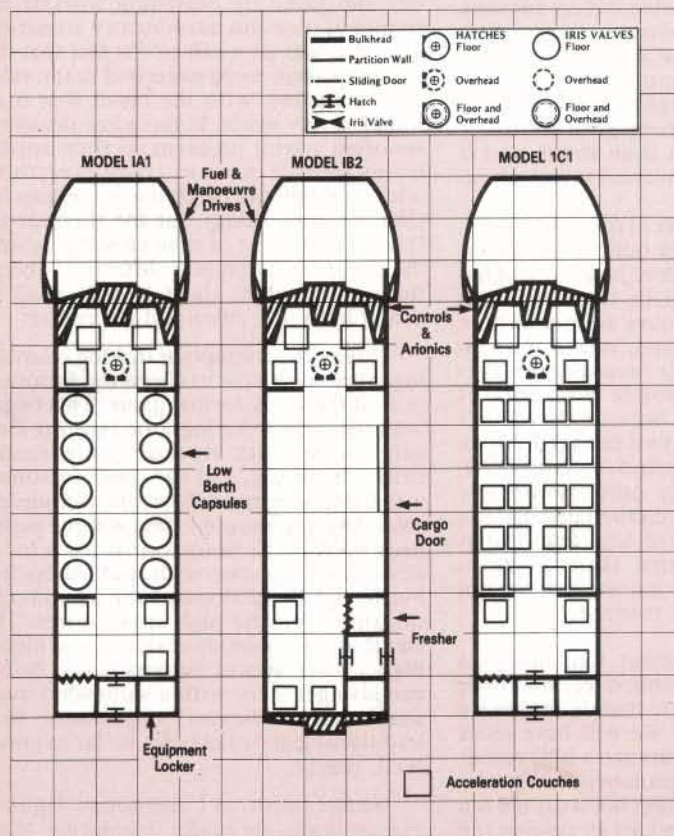 HATCHES
IRIS VALVES
Bulkhead
Floor
Floor
Partition Wall
Sliding Door
Overhead
Overhead
Hatch
Floor and
Overhead
Floor and
Overhead
Iris Valve
MODEL IA1
MODEL IB2
MODEL 1C1
Fuel &
Manoeuvre
Drives
Controls
&
Arionics
Low
Berth
Capsules
Cargo
Door
Fresher
Equipment
Locker
Acceleration Couches